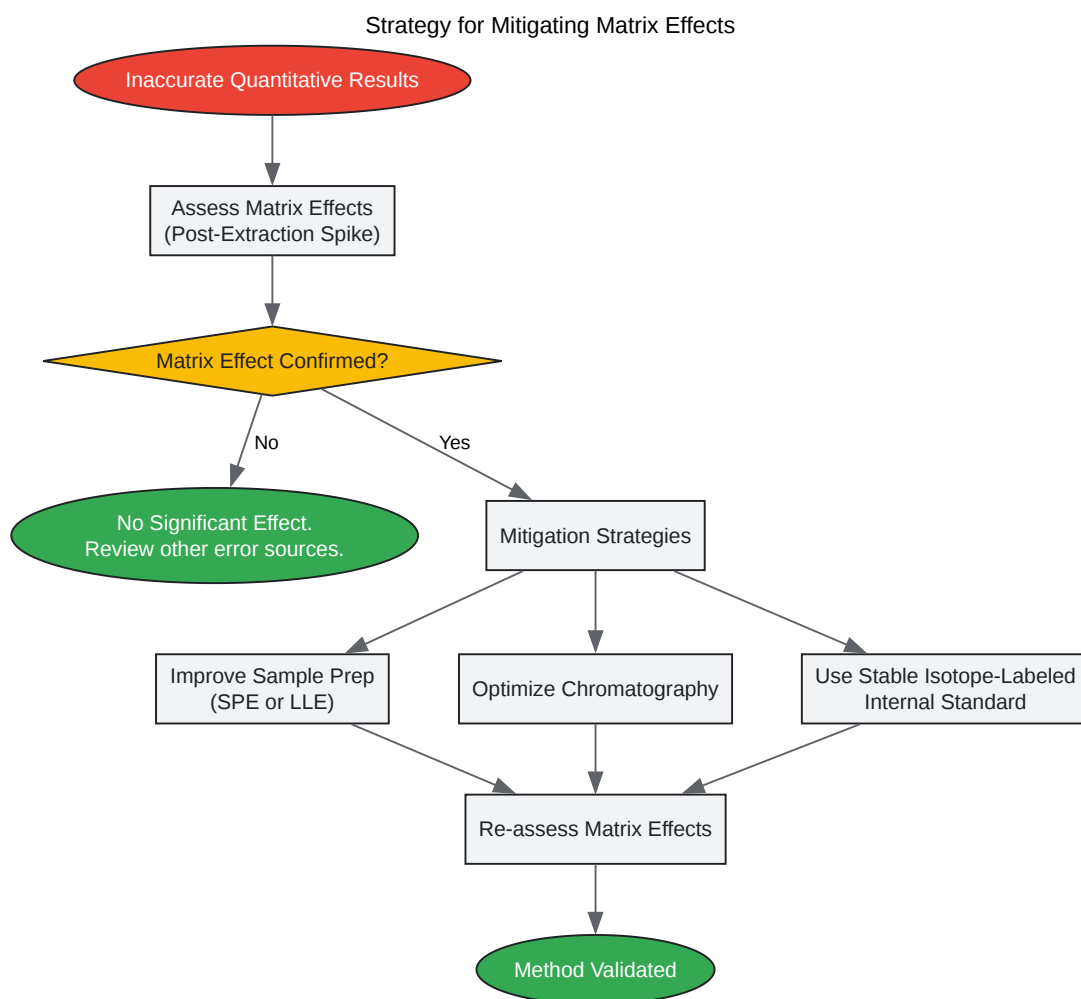 Strategy for Mitigating Matrix Effects
Inaccurate Quantitative Results
Assess Matrix Effects
(Post-Extraction Spike)
Matrix Effect Confirmed?
No
Yes
No Significant Effect.
Review other error sources.
Mitigation Strategies
Improve Sample Prep
(SPE or LLE)
Optimize Chromatography
Use Stable Isotope-Labeled
Internal Standard
Re-assess Matrix Effects
Method Validated